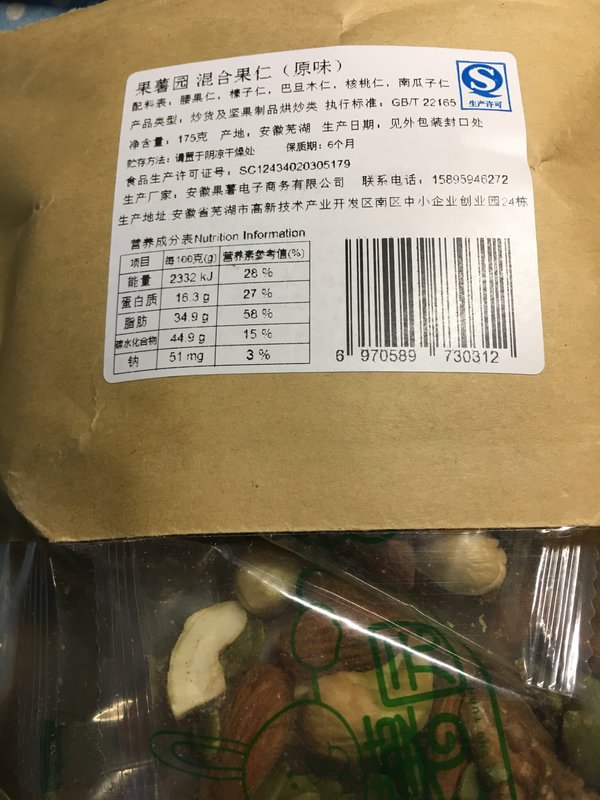 果薯园 混合果仁（原味）
配料表：腰果仁，榛子仁，巴旦木仁，核桃仁，南瓜子仁
产品类型：炒货及坚果制品烘炒类 执行标准：GB/T 22165
净含量：175克 产地：安徽芜湖 生产日期：见外包装封口处
贮存方法：请置于阴凉干燥处 保质期：6个月
食品生产许可证号：SC12434020305179
生产厂家：安徽果薯电子商务有限公司 联系电话：15895946272
生产地址:安徽省芜湖市高新技术产业开发区南区中小企业创业园24栋
生产许可
营养成分表Nutrition Information
项目 每100克(g) 营养素参考值(%)
能量 2332 kJ 28 %
蛋白质 16.3 g 27 %
脂肪 34.9 g 58 %
碳水化合物 44.9 g 15 %
钠 51 mg 3 %
6 970589 730312